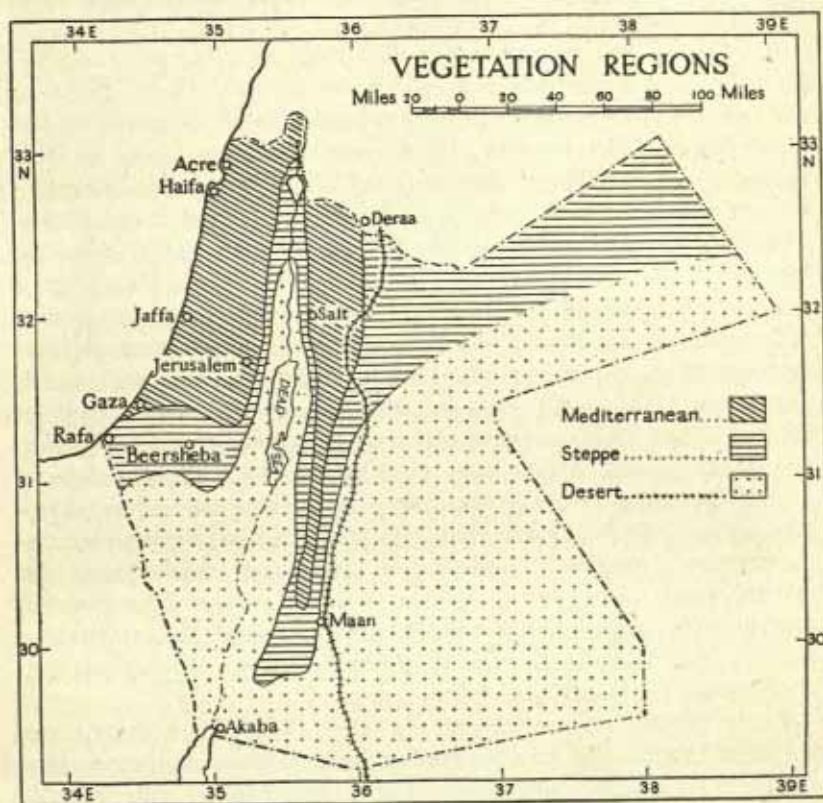 34E 35 36 37 38 39E
VEGETATION REGIONS
Miles 20 0 20 40 60 80 100 Miles
33
N
33
N
Acre
Haifa
Deraa
32
Jaffa
Salt
32
Jerusalem
DEAD
SEA
Gaza
Rafa
Beersheba
Mediterranean
Steppe
Desert
31
31
Maan
30
30
Akaba
34E 35 36 37 38 39E